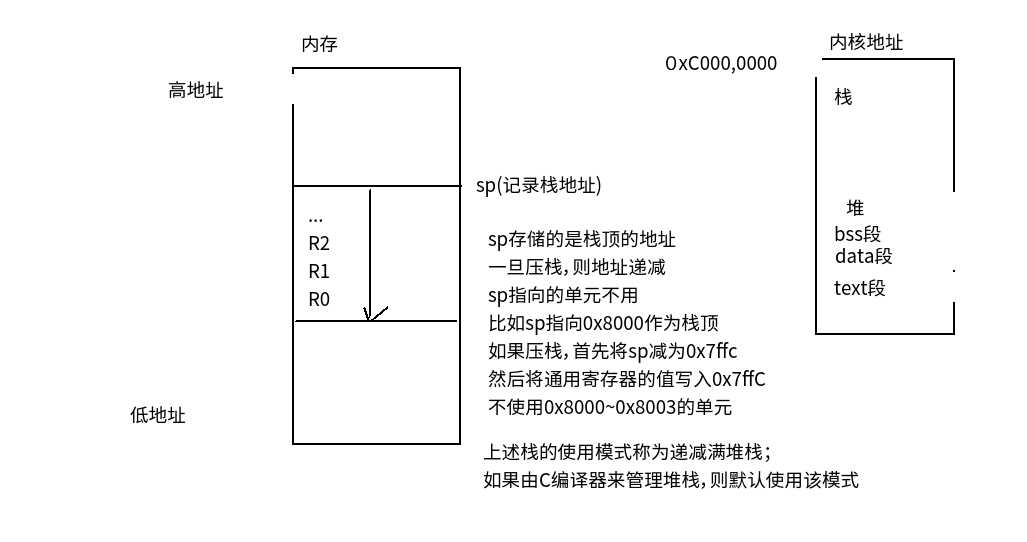 内存
高地址
sp(记录栈地址)
...
R2
R1
R0
低地址
sp存储的是栈顶的地址
一旦压栈,则地址递减
sp指向的单元不用
比如sp指向0x8000作为栈顶
如果压栈,首先将sp减为0x7ffc
然后将通用寄存器的值写入0x7ffC
不使用0x8000~0x8003的单元
上述栈的使用模式称为递减满堆栈;
如果由C编译器来管理堆栈,则默认使用该模式
内核地址
0xC000,0000
栈
堆
bss段
data段
text段